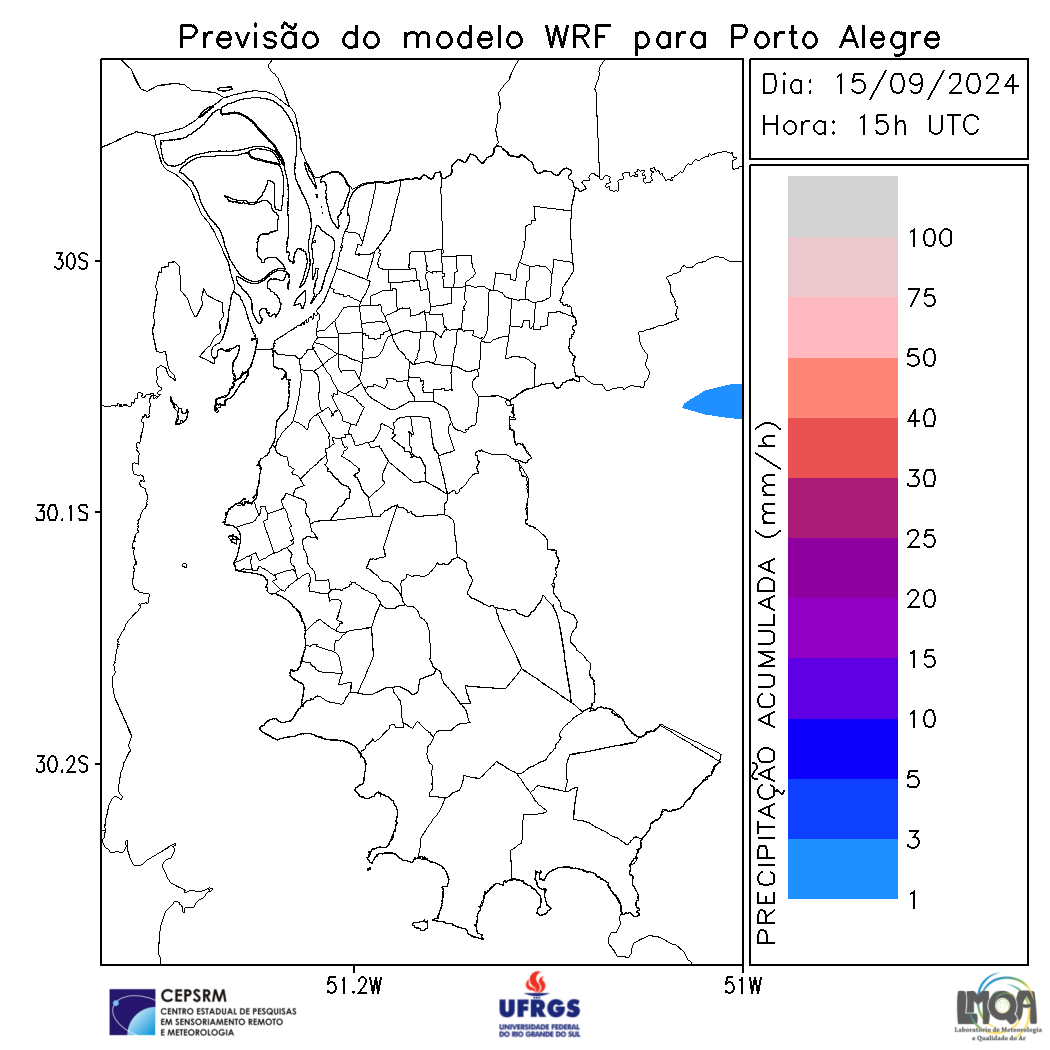 Previsão do modelo WRF para Porto Alegre
Dia: 15/09/2024
Hora: 15h UTC
30S
30.1S
30.2S
51.2W
51W
PRECIPITAÇÃO ACUMULADA (mm/h)
100
75
50
40
30
25
20
15
10
5
3
1
CEPSRM
CENTRO ESTADUAL DE PESQUISAS
EM SENSORIAMENTO REMOTO
E METEOROLOGIA
UFRGS
UNIVERSIDADE FEDERAL
DO RIO GRANDE DO SUL
LMQA
Laboratório de Meteorologia
e Qualidade do Ar